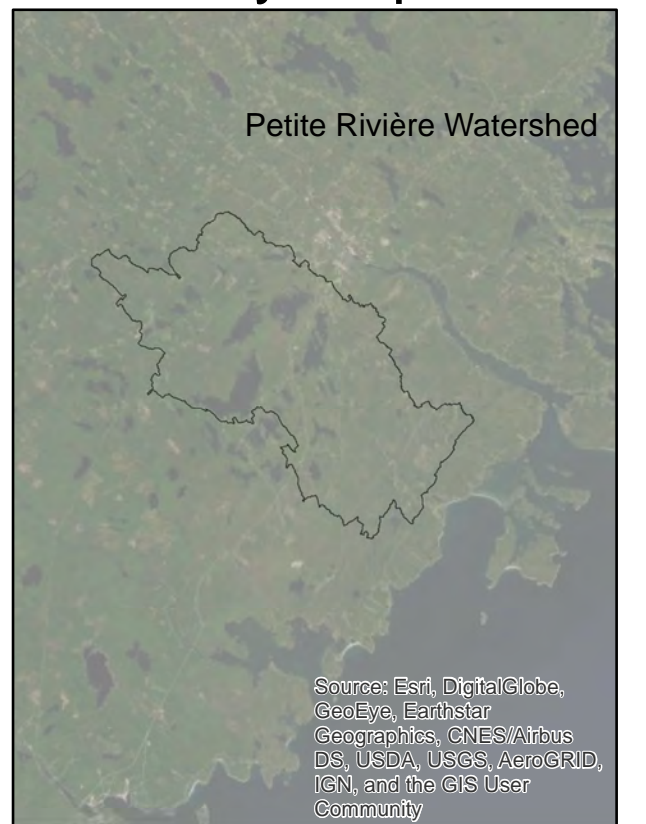 Petite Rivière Watershed
Source: Esri, DigitalGlobe,
GeoEye, Earthstar
Geographics, CNES/Airbus
DS, USDA, USGS, AeroGRID,
IGN, and the GIS User
Community